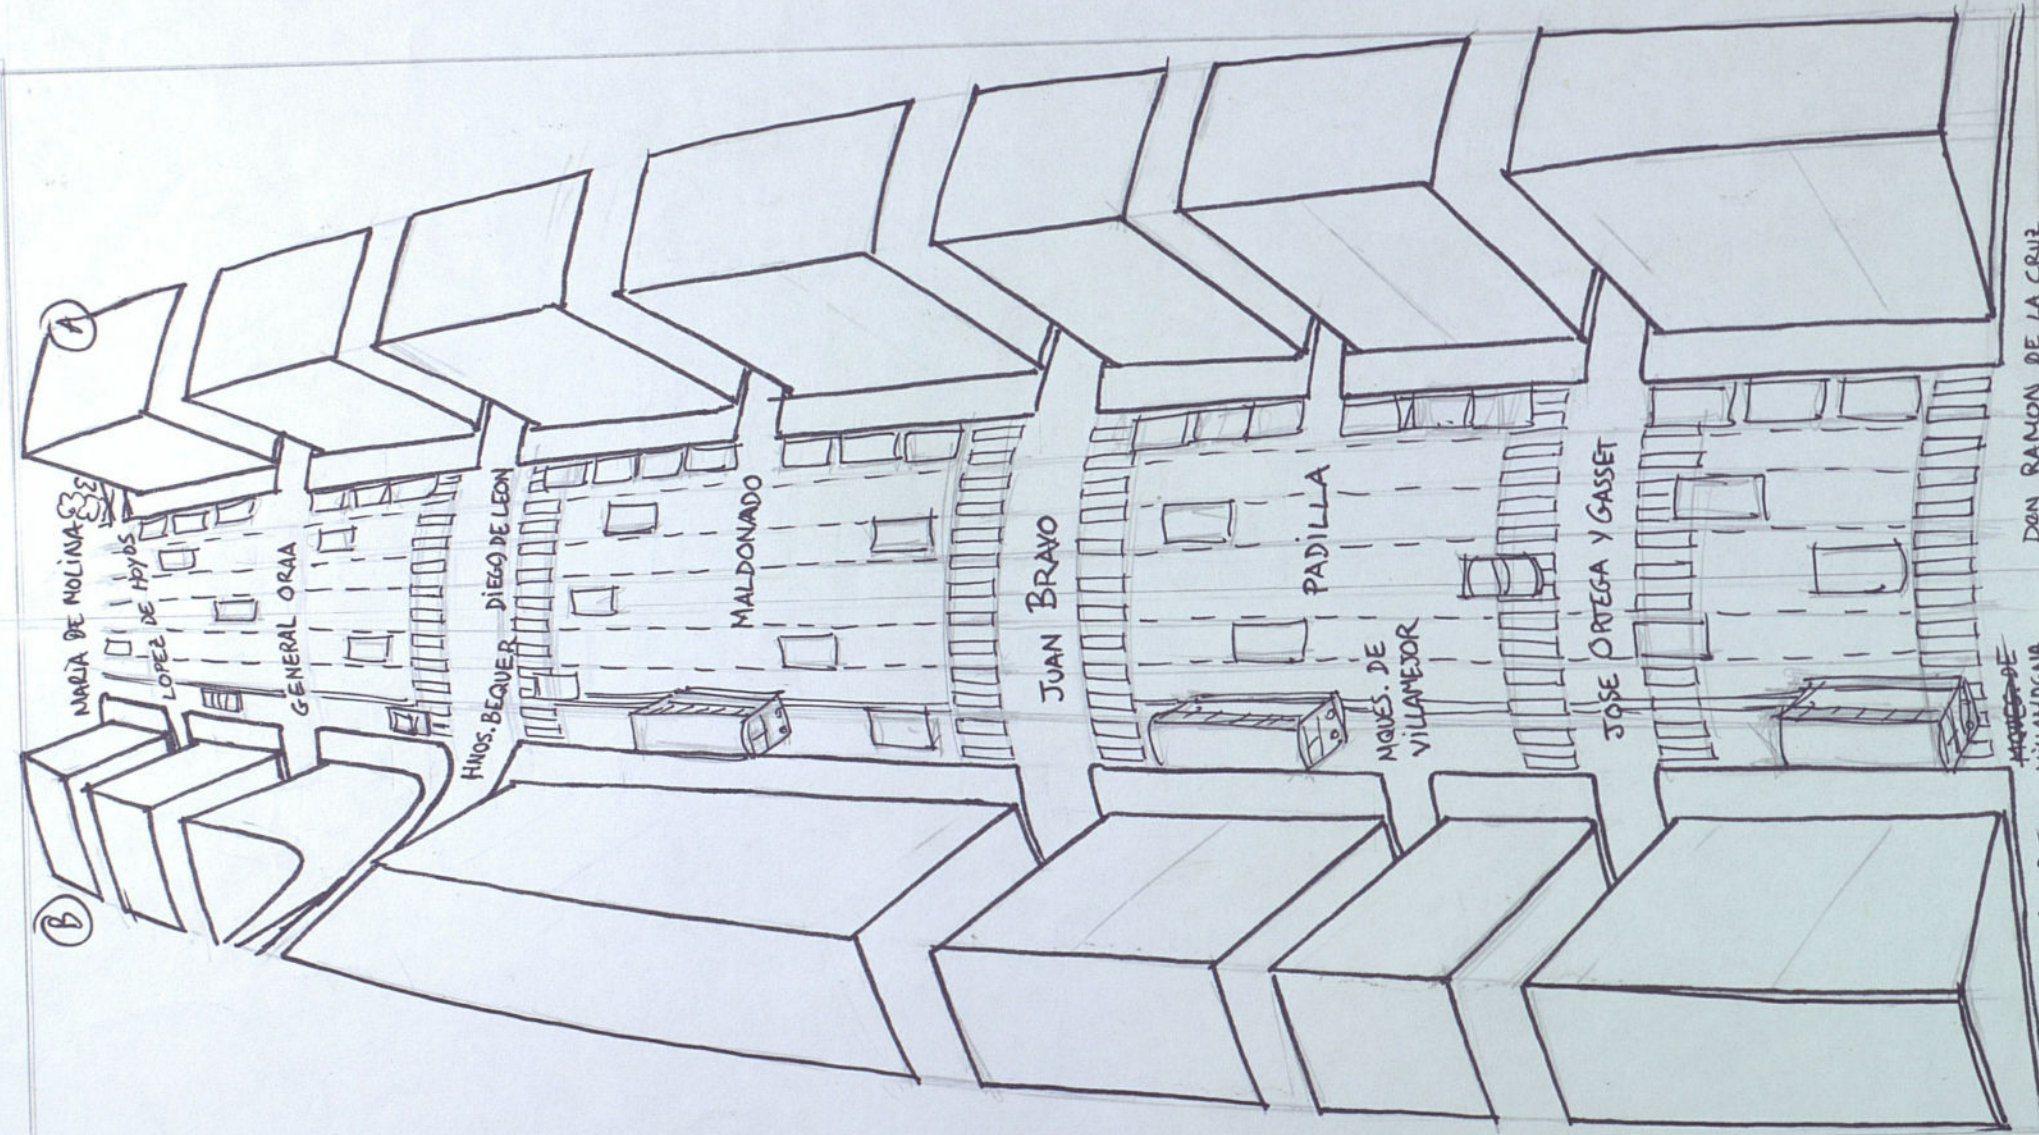 A
MARÍA DE NOLINA
LOPEZ DE HOYOS
GENERAL ORAA
DIEGO DE LEON
HNOS. BEQUER
MALDONADO
JUAN BRAVO
PADILLA
MQUES. DE
VILLAMEJOR
JOSE ORTEGA Y GASSET
DON RAMON DE LA CRUZ
B